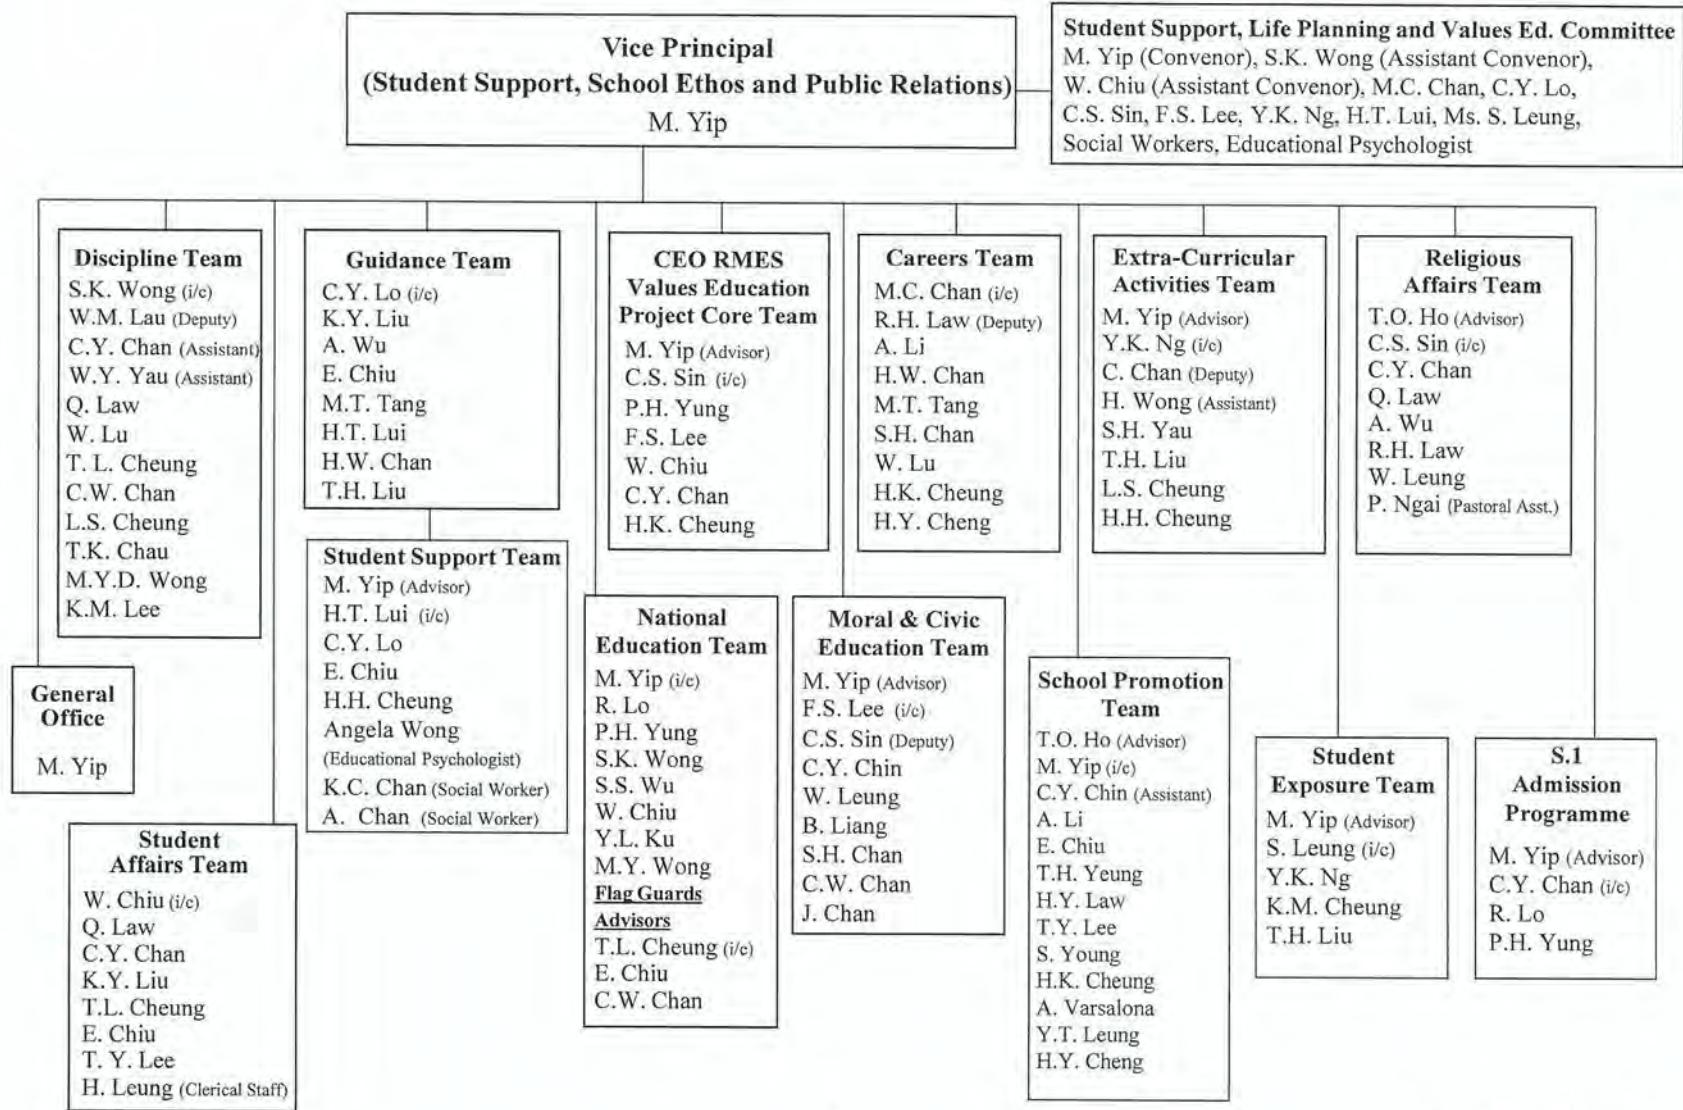 Vice Principal
(Student Support, School Ethos and Public Relations)
M. Yip
Student Support, Life Planning and Values Ed. Committee
M. Yip (Convenor), S.K. Wong (Assistant Convenor),
W. Chiu (Assistant Convenor), M.C. Chan, C.Y. Lo,
C.S. Sin, F.S. Lee, Y.K. Ng, H.T. Lui, Ms. S. Leung,
Social Workers, Educational Psychologist
Discipline Team
S.K. Wong (i/c)
W.M. Lau (Deputy)
C.Y. Chan (Assistant)
W.Y. Yau (Assistant)
Q. Law
W. Lu
T. L. Cheung
C.W. Chan
L.S. Cheung
T.K. Chau
M.Y.D. Wong
K.M. Lee
Guidance Team
C.Y. Lo (i/c)
K.Y. Liu
A. Wu
E. Chiu
M.T. Tang
H.T. Lui
H.W. Chan
T.H. Liu
CEO RMES
Values Education
Project Core Team
M. Yip (Advisor)
C.S. Sin (i/c)
P.H. Yung
F.S. Lee
W. Chiu
C.Y. Chan
H.K. Cheung
Careers Team
M.C. Chan (i/c)
R.H. Law (Deputy)
A. Li
H.W. Chan
M.T. Tang
S.H. Chan
W. Lu
H.K. Cheung
H.Y. Cheng
Extra-Curricular
Activities Team
M. Yip (Advisor)
Y.K. Ng (i/c)
C. Chan (Deputy)
H. Wong (Assistant)
S.H. Yau
T.H. Liu
L.S. Cheung
H.H. Cheung
Religious
Affairs Team
T.O. Ho (Advisor)
C.S. Sin (i/c)
C.Y. Chan
Q. Law
A. Wu
R.H. Law
W. Leung
P. Ngai (Pastoral Asst.)
General
Office
M. Yip
Student Support Team
M. Yip (Advisor)
H.T. Lui (i/c)
C.Y. Lo
E. Chiu
H.H. Cheung
Angela Wong
(Educational Psychologist)
K.C. Chan (Social Worker)
A. Chan (Social Worker)
National
Education Team
M. Yip (i/c)
R. Lo
P.H. Yung
S.K. Wong
S.S. Wu
W. Chiu
Y.L. Ku
M.Y. Wong
Flag Guards
Advisors
T.L. Cheung (i/c)
E. Chiu
C.W. Chan
Moral & Civic
Education Team
M. Yip (Advisor)
F.S. Lee (i/c)
C.S. Sin (Deputy)
C.Y. Chin
W. Leung
B. Liang
S.H. Chan
C.W. Chan
J. Chan
School Promotion
Team
T.O. Ho (Advisor)
M. Yip (i/c)
C.Y. Chin (Assistant)
A. Li
E. Chiu
T.H. Yeung
H.Y. Law
T.Y. Lee
S. Young
H.K. Cheung
A. Varsalona
Y.T. Leung
H.Y. Cheng
Student
Exposure Team
M. Yip (Advisor)
S. Leung (i/c)
Y.K. Ng
K.M. Cheung
T.H. Liu
S.1
Admission
Programme
M. Yip (Advisor)
C.Y. Chan (i/c)
R. Lo
P.H. Yung
Student
Affairs Team
W. Chiu (i/c)
Q. Law
C.Y. Chan
K.Y. Liu
T.L. Cheung
E. Chiu
T. Y. Lee
H. Leung (Clerical Staff)